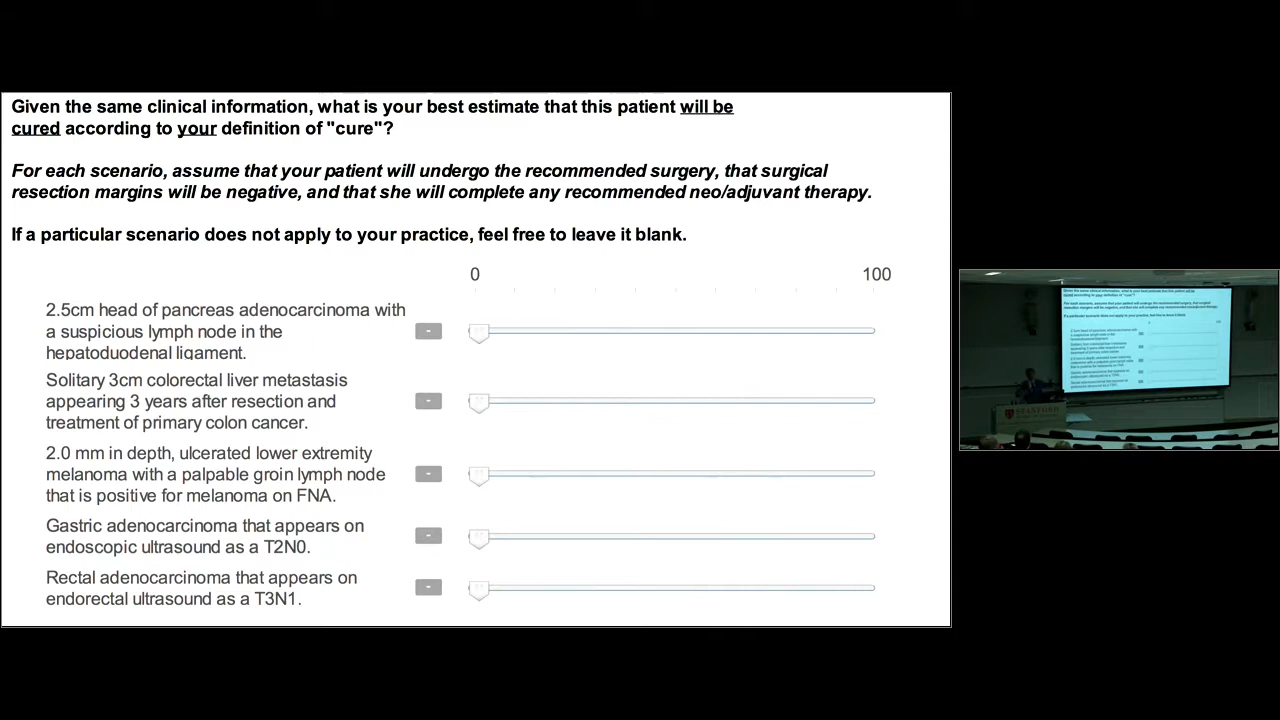 Given the same clinical information, what is your best estimate that this patient will be
cured according to your definition of "cure"?
For each scenario, assume that your patient will undergo the recommended surgery, that surgical
resection margins will be negative, and that she will complete any recommended neo/adjuvant therapy.
If a particular scenario does not apply to your practice, feel free to leave it blank.
0 100
2.5cm head of pancreas adenocarcinoma with
a suspicious lymph node in the
hepatoduodenal ligament.
-
Solitary 3cm colorectal liver metastasis
appearing 3 years after resection and
treatment of primary colon cancer.
-
2.0 mm in depth, ulcerated lower extremity
melanoma with a palpable groin lymph node
that is positive for melanoma on FNA.
-
Gastric adenocarcinoma that appears on
endoscopic ultrasound as a T2N0.
-
Rectal adenocarcinoma that appears on
endorectal ultrasound as a T3N1.
-
STANFORD